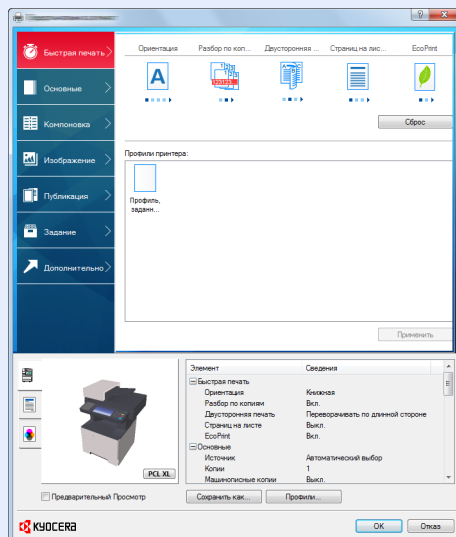 Быстрая печать
Основные
Компоновка
Изображение
Публикация
Задание
Дополнительно
Ориентация Разбор по коп... Двусторонняя ... Страниц на лис... EcoPrint
A
123123
Сброс
Профили принтера:
Профиль,
заданн...
Применить
PCL XL
Предварительный Просмотр
Элемент Сведения
Быстрая печать
Ориентация Книжная
Разбор по копиям Вкл.
Двусторонняя печать Переворачивать по длинной стороне
Страниц на листе Выкл.
EcoPrint Вкл.
Основные
Источник Автоматический выбор
Копии 1
Машинописные копии Выкл.
Сохранить как... Профили...
KYOCERA
OK Отказ